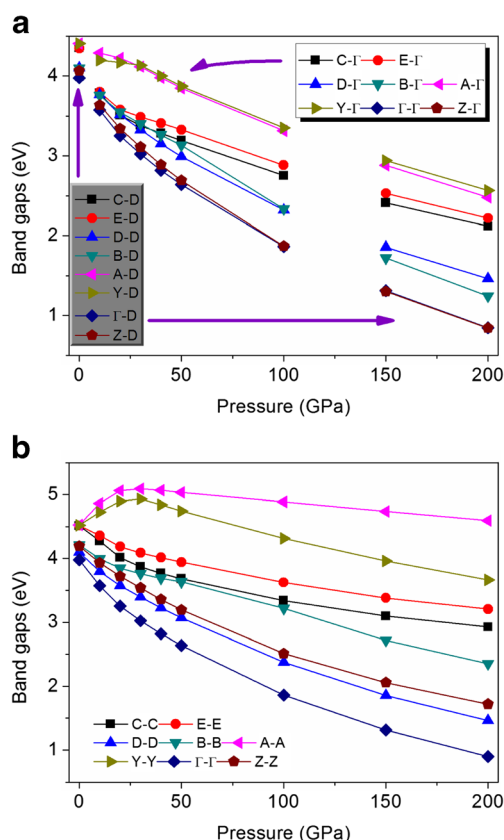 a
4
3
2
1
Band gaps (eV)
C-Γ E-Γ
D-Γ B-Γ A-Γ
Y-Γ Γ-Γ Z-Γ
C-D
E-D
D-D
B-D
A-D
Y-D
Γ-D
Z-D
0 50 100 150 200
Pressure (GPa)
b
5
4
3
2
1
Band gaps (eV)
C-C E-E
D-D B-B A-A
Y-Y Γ-Γ Z-Z
0 50 100 150 200
Pressure (GPa)